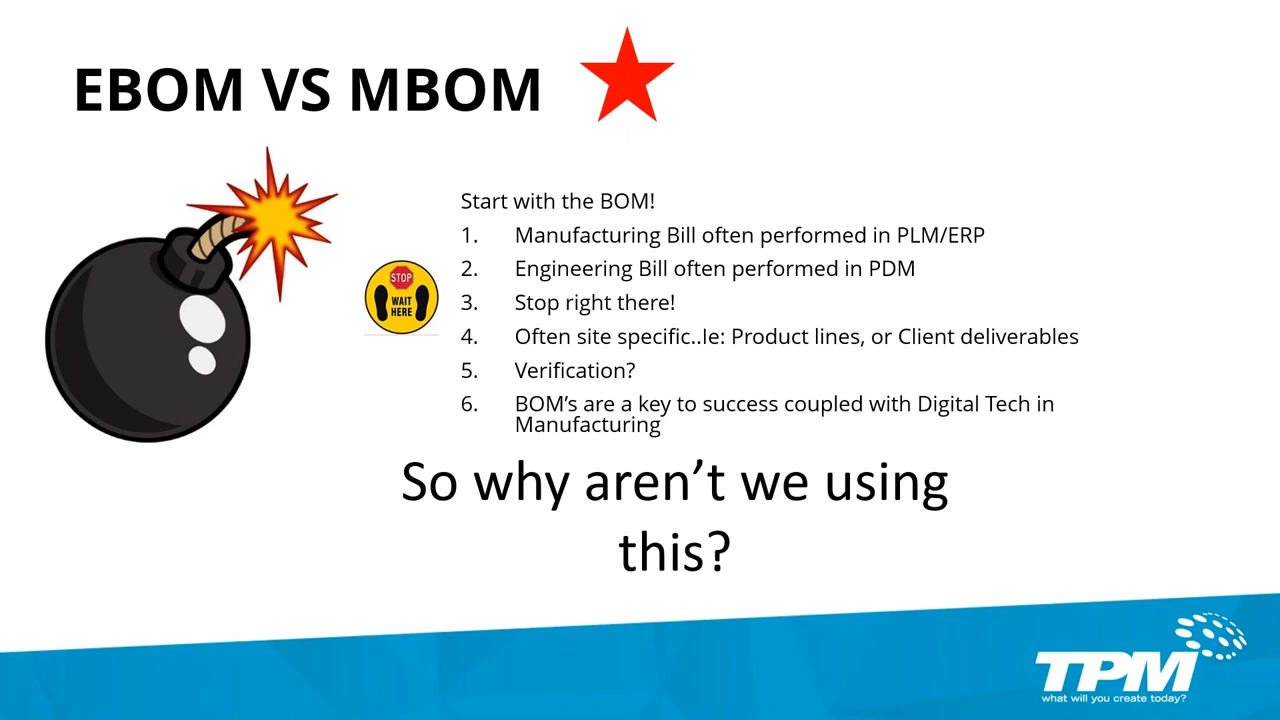 EBOM VS MBOM
Start with the BOM!
1. Manufacturing Bill often performed in PLM/ERP
2. Engineering Bill often performed in PDM
3. Stop right there!
4. Often site specific..Ie: Product lines, or Client deliverables
5. Verification?
6. BOM’s are a key to success coupled with Digital Tech in
Manufacturing
STOP
WAIT
HERE
So why aren’t we using
this?
TPM
what will you create today?